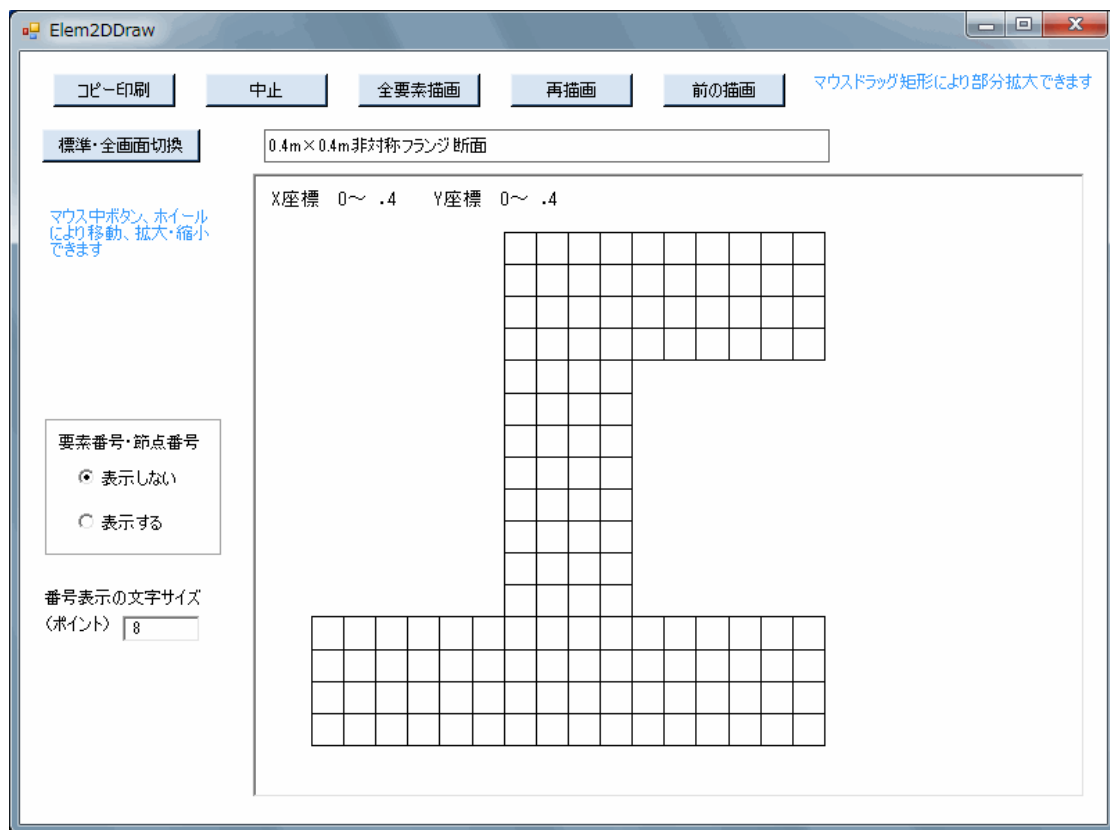 Elem2DDraw
コピー印刷
中止
全要素描画
再描画
前の描画
マウスドラッグ矩形により部分拡大できます
標準・全画面切換
0.4m×0.4m非対称フランジ断面
X座標 0～ .4 Y座標 0～ .4
マウス中ボタン、ホイール
により移動、拡大・縮小
できます
要素番号・節点番号
表示しない
表示する
番号表示の文字サイズ
（ポイント） 8